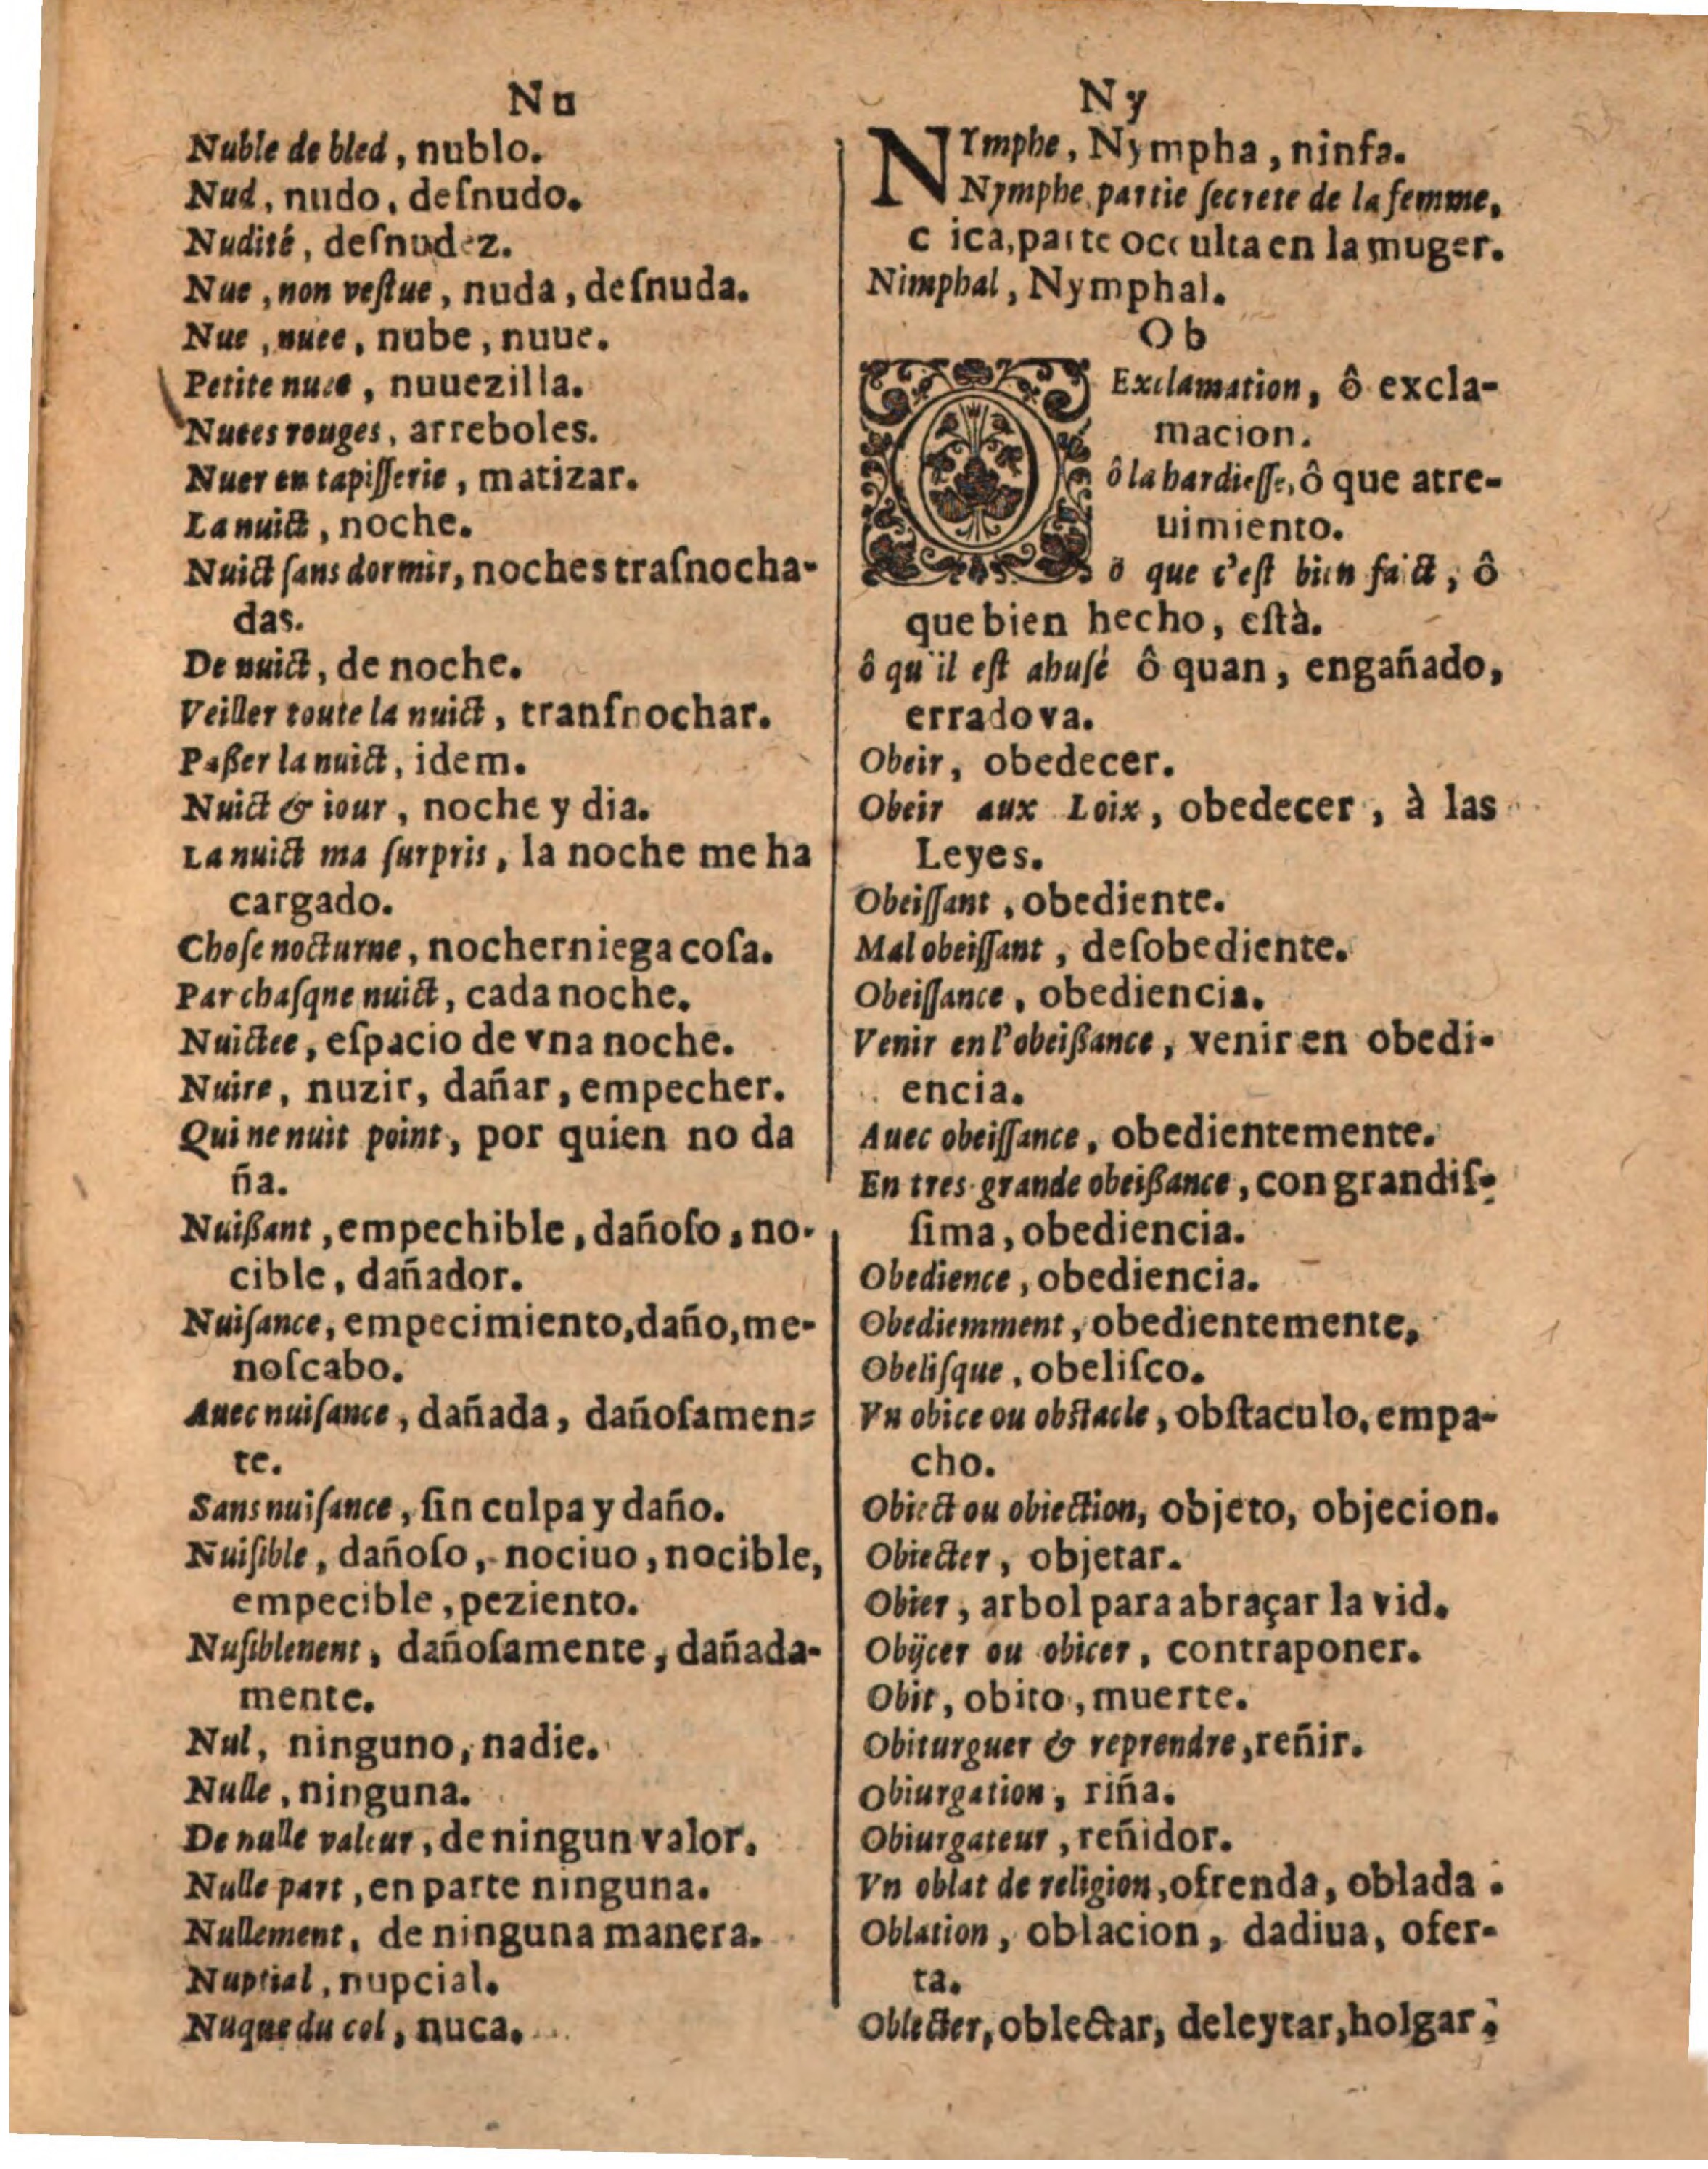 Nu
Nuble de bled, nublo.
Nud, nudo, deſnudo.
Nudité, deſnudez.
Nue, non veſtue, nuda, deſnuda.
Nue, nuee, nube, nuue.
Petite nuee, nuuezilla.
Nuees rouges, arreboles.
Nuer en tapiſſerie, matizar.
La nuict, noche.
Nuict ſans dormir, noches traſnocha-
das.
De nuict, de noche.
Veiller toute la nuict, tranſnochar.
Paßer la nuict, idem.
Nuict & iour, noche y dia.
La nuict ma ſurpris, la noche me ha
cargado.
Choſe nocturne, nocherniega coſa.
Par chaſqne nuict, cada noche.
Nuictee, eſpacio de vna noche.
Nuire, nuzir, dañar, empecher.
Qui ne nuit point, por quien no da
ña.
Nuißant, empechible, dañoſo, no-
cible, dañador.
Nuiſance, empecimiento, daño, me-
noſcabo.
Auec nuiſance, dañada, dañoſamen-
te.
Sans nuiſance, ſin culpa y daño.
Nuiſible, dañoſo, nociuo, nocible,
empecible, peziento.
Nuſiblenent, dañoſamente, dañada-
mente.
Nul, ninguno, nadie.
Nulle, ninguna.
De nulle valeur, de ningun valor.
Nulle part, en parte ninguna.
Nullement, de ninguna manera.
Nuptial, nupcial.
Nuque du col, nuca.
Ny
NYmphe, Nympha, ninfa.
Nymphe, partie ſecrete de la femme,
c ica, parte occulta en la muger.
Nimphal, Nymphal.
Ob
O Exclamation, ô excla-
macion.
ô la hardieſſe, ô que atre-
uimiento.
ô que c'eſt bien faict, ô
que bien hecho, eſtà.
ô qu'il eſt abuſé ô quan, engañado,
errado va.
Obeir, obedecer.
Obeir aux Loix, obedecer, à las
Leyes.
Obeiſſant, obediente.
Mal obeiſſant, deſobediente.
Obeiſſance, obediencia.
Venir en l'obeißance, venir en obedi-
encia.
Auec obeiſſance, obedientemente.
En tres grande obeißance, con grandiſ-
ſima, obediencia.
Obedience, obediencia.
Obediemment, obedientemente,
Obeliſque, obeliſco.
Vn obice ou obſtacle, obſtaculo, empa-
cho.
Obiect ou obiection, objeto, objecion.
Obiecter, objetar.
Obier, arbol para abraçar la vid.
Obijcer ou obicer, contraponer.
Obit, obito, muerte.
Obiturguer & reprendre, reñir.
Obiurgation, riña.
Obiurgateur, reñidor.
Vn oblat de religion, ofrenda, oblada.
Oblation, oblacion, dadiua, ofer-
ta.
Oblecter, oblectar, deleytar, holgar.